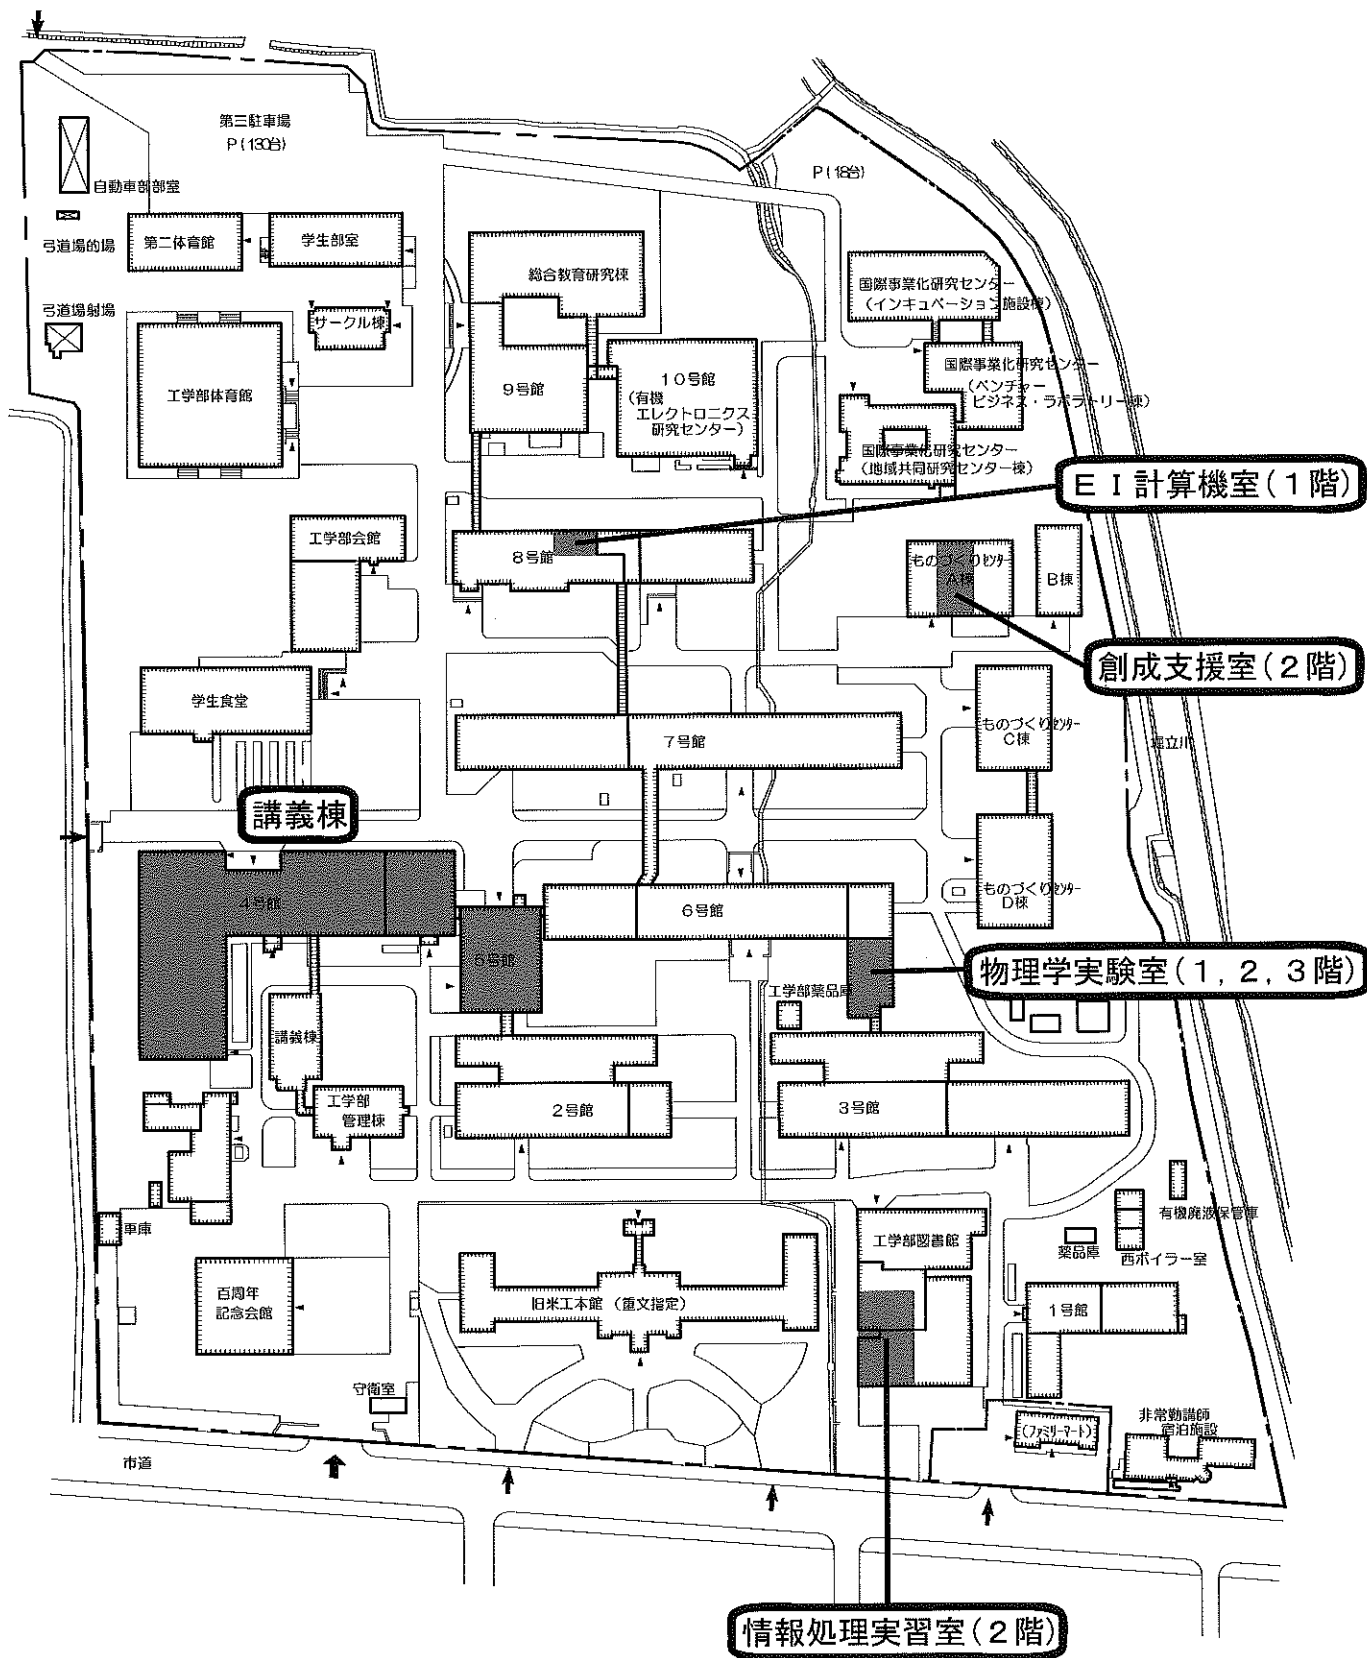 第三駐車場
P(130台)
P(18台)
自動車部部室
弓道場的場
第二体育館
学生部室
総合教育研究棟
国際事業化研究センター
(インキュベーション施設棟)
弓道場射場
サークル棟
工学部体育館
9号館
10号館
(有機
エレクトロニクス
研究センター)
国際事業化研究センター
(ベンチャー
ビジネス・ラボラトリー棟)
国際事業化研究センター
(地域共同研究センター棟)
EI計算機室(1階)
工学部会館
8号館
ものづくりセンター
A棟
B棟
創成支援室(2階)
学生食堂
7号館
ものづくりセンター
C棟
堀立川
講義棟
4号館
5号館
6号館
ものづくりセンター
D棟
物理学実験室(1,2,3階)
工学部薬品庫
講義棟
工学部
管理棟
2号館
3号館
車庫
有機廃液保管庫
薬品庫
西ボイラー室
工学部図書館
百周年
記念会館
旧米工本館(重文指定)
1号館
守衛室
(ファミリーマート)
非常勤講師
宿泊施設
市道
情報処理実習室(2階)